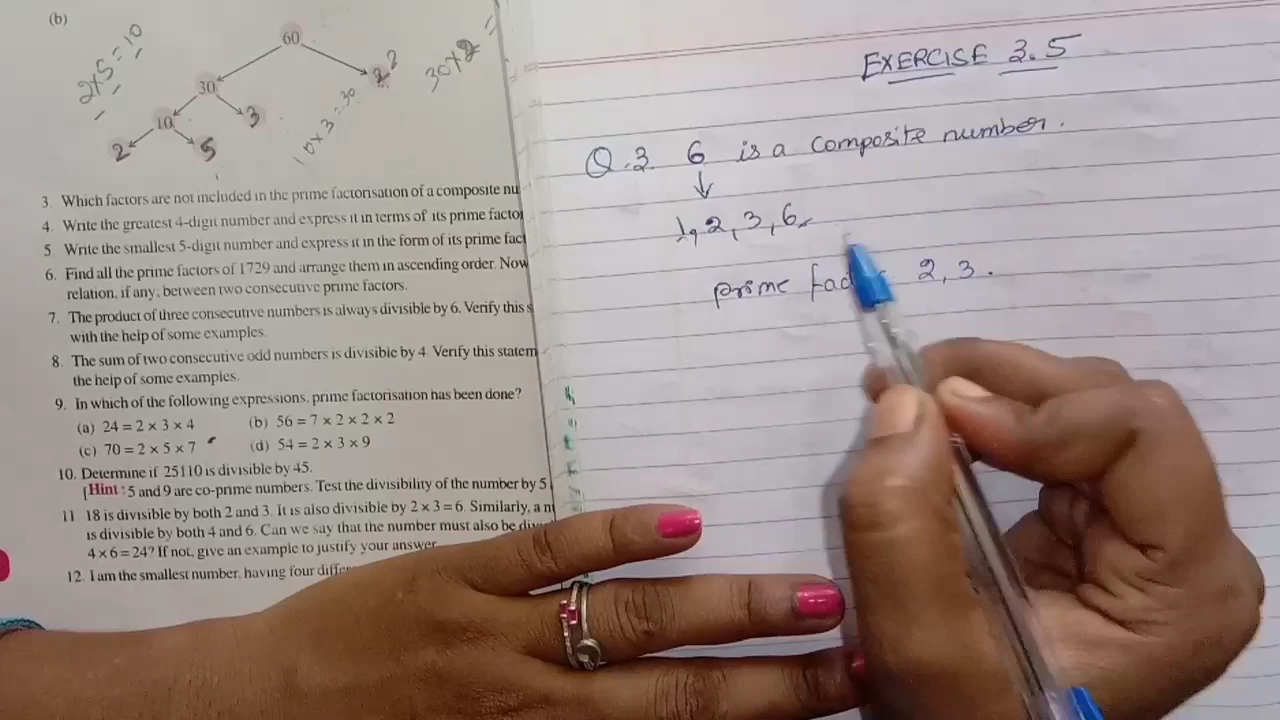 (b)
2×5=10
60
30
2 2
30×2 =
10
3
10×3=30
2
5
3. Which factors are not included in the prime factorisation of a composite nu
4. Write the greatest 4-digit number and express it in terms of its prime factor
5 Write the smallest 5-digit number and express it in the form of its prime fact
6. Find all the prime factors of 1729 and arrange them in ascending order. Now
relation, if any, between two consecutive prime factors.
7. The product of three consecutive numbers is always divisible by 6. Verify this s
with the help of some examples.
8. The sum of two consecutive odd numbers is divisible by 4. Verify this statem
the help of some examples.
9. In which of the following expressions, prime factorisation has been done?
(a) 24 = 2 × 3 × 4 (b) 56 = 7 × 2 × 2 × 2
(c) 70 = 2 × 5 × 7 (d) 54 = 2 × 3 × 9
10. Determine if 25110 is divisible by 45.
[Hint : 5 and 9 are co-prime numbers. Test the divisibility of the number by 5
11. 18 is divisible by both 2 and 3. It is also divisible by 2 × 3 = 6. Similarly, a n
is divisible by both 4 and 6. Can we say that the number must also be
4 × 6 = 24? If not, give an example to justify your answer.
12. I am the smallest number, having four
EXERCISE 3.5
Q.3. 6 is a composite number.
1, 2, 3, 6.
prime 2, 3.